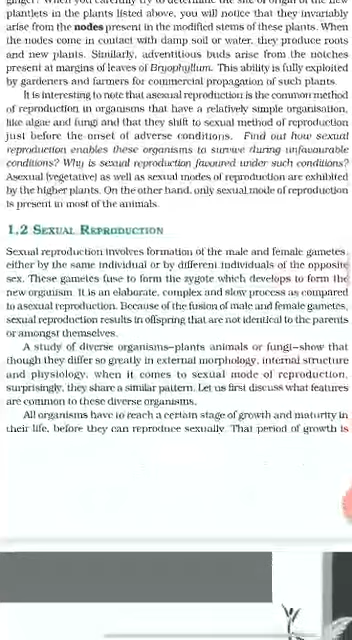 ginger? When you carefully try to determine the site of origin of the new
plantlets in the plants listed above, you will notice that they invariably
arise from the nodes present in the modified stems of these plants. When
the nodes come in contact with damp soil or water, they produce roots
and new plants. Similarly, adventitious buds arise from the notches
present at margins of leaves of Bryophyllum. This ability is fully exploited
by gardeners and farmers for commercial propagation of such plants.
It is interesting to note that asexual reproduction is the common method
of reproduction in organisms that have a relatively simple organisation,
like algae and fungi and that they shift to sexual method of reproduction
just before the onset of adverse conditions. Find out how sexual
reproduction enables these organisms to survive during unfavourable
conditions? Why is sexual reproduction favoured under such conditions?
Asexual (vegetative) as well as sexual modes of reproduction are exhibited
by the higher plants. On the other hand, only sexual mode of reproduction
is present in most of the animals.
1.2 SEXUAL REPRODUCTION
Sexual reproduction involves formation of the male and female gametes,
either by the same individual or by different individuals of the opposite
sex. These gametes fuse to form the zygote which develops to form the
new organism. It is an elaborate, complex and slow process as compared
to asexual reproduction. Because of the fusion of male and female gametes,
sexual reproduction results in offspring that are not identical to the parents
or amongst themselves.
A study of diverse organisms–plants animals or fungi–show that
though they differ so greatly in external morphology, internal structure
and physiology, when it comes to sexual mode of reproduction,
surprisingly, they share a similar pattern. Let us first discuss what features
are common to these diverse organisms.
All organisms have to reach a certain stage of growth and maturity in
their life, before they can reproduce sexually. That period of growth is